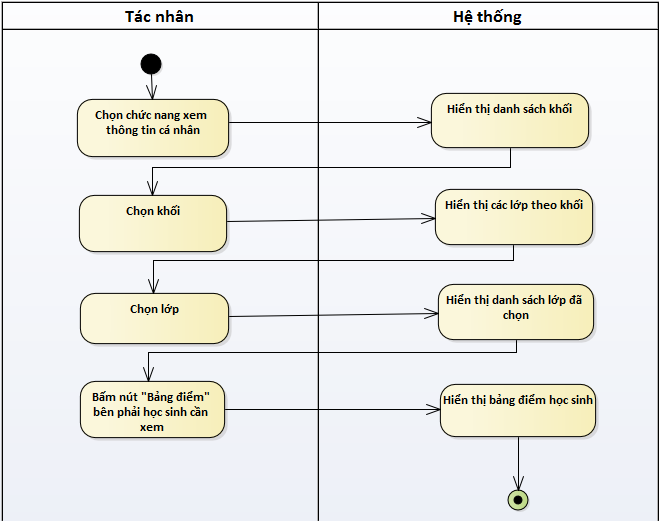 Tác nhân
Hệ thống
Chọn chức nang xem
thông tin cá nhân
Hiển thị danh sách khối
Chọn khối
Hiển thị các lớp theo khối
Chọn lớp
Hiển thị danh sách lớp đã
chọn
Bấm nút "Bảng điểm"
bên phải học sinh cần
xem
Hiển thị bảng điểm học sinh